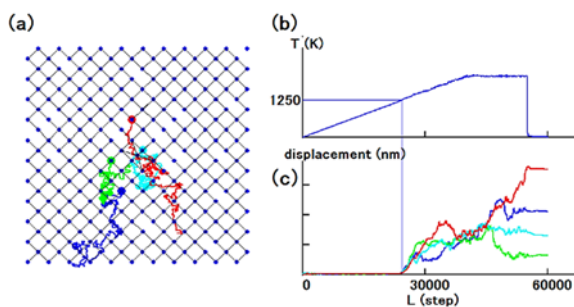 (a)
(b)
T (K)
1250
displacement (nm)
(c)
0
30000
60000
L (step)